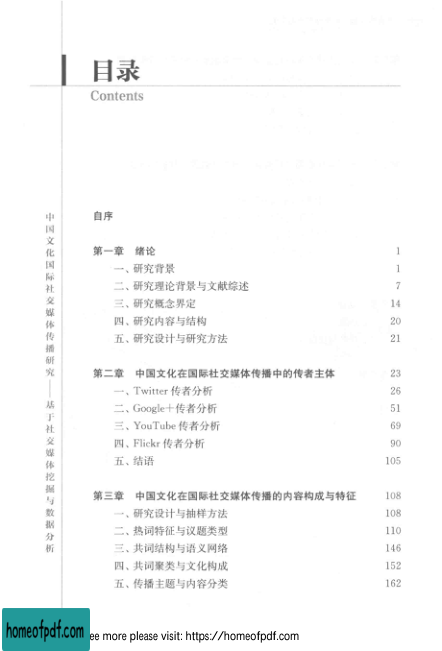 目录
Contents
中国文化国际社交媒体传播研究——基于社交媒体挖掘与数据分析
自序
第一章 绪论 1
一、研究背景 1
二、研究理论背景与文献综述 7
三、研究概念界定 14
四、研究内容与结构 20
五、研究设计与研究方法 21
第二章 中国文化在国际社交媒体传播中的传者主体 23
一、Twitter 传者分析 26
二、Google+传者分析 51
三、YouTube 传者分析 69
四、Flickr 传者分析 90
五、结语 105
第三章 中国文化在国际社交媒体传播的内容构成与特征 108
一、研究设计与抽样方法 108
二、热词特征与议题类型 110
三、共词结构与语义网络 146
四、共词聚类与文化构成 152
五、传播主题与内容分类 162
homeofpdf.com
ee more please visit: https://homeofpdf.com